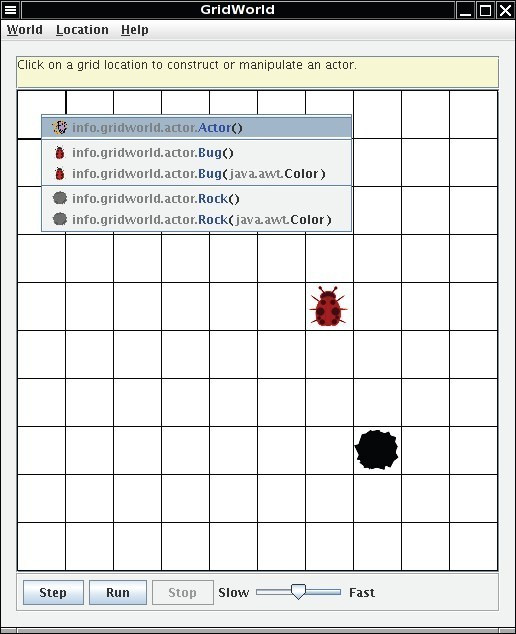 GridWorld
World Location Help
Click on a grid location to construct or manipulate an actor.
info.gridworld.actor.Actor()
info.gridworld.actor.Bug()
info.gridworld.actor.Bug(java.awt.Color)
info.gridworld.actor.Rock()
info.gridworld.actor.Rock(java.awt.Color)
Step Run Stop Slow Fast